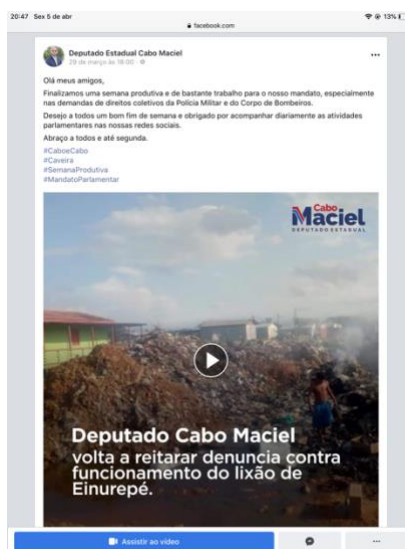 20:47 Sex 5 de abr 13%
facebook.com
Deputado Estadual Cabo Maciel
29 de março às 18:00
Olá meus amigos,
Finalizamos uma semana produtiva e de bastante trabalho para o nosso mandato, especialmente
nas demandas de direitos coletivos da Polícia Militar e do Corpo de Bombeiros.
Desejo a todos um bom fim de semana e obrigado por acompanhar diariamente as atividades
parlamentares nas nossas redes sociais.
Abraço a todos e até segunda.
#CaboeCabo
#Caveira
#SemanaProdutiva
#MandatoParlamentar
Cabo
Maciel
DEPUTADO ESTADUAL
Deputado Cabo Maciel
volta a reitarar denuncia contra
funcionamento do lixão de
Einurepé.
Assistir ao vídeo